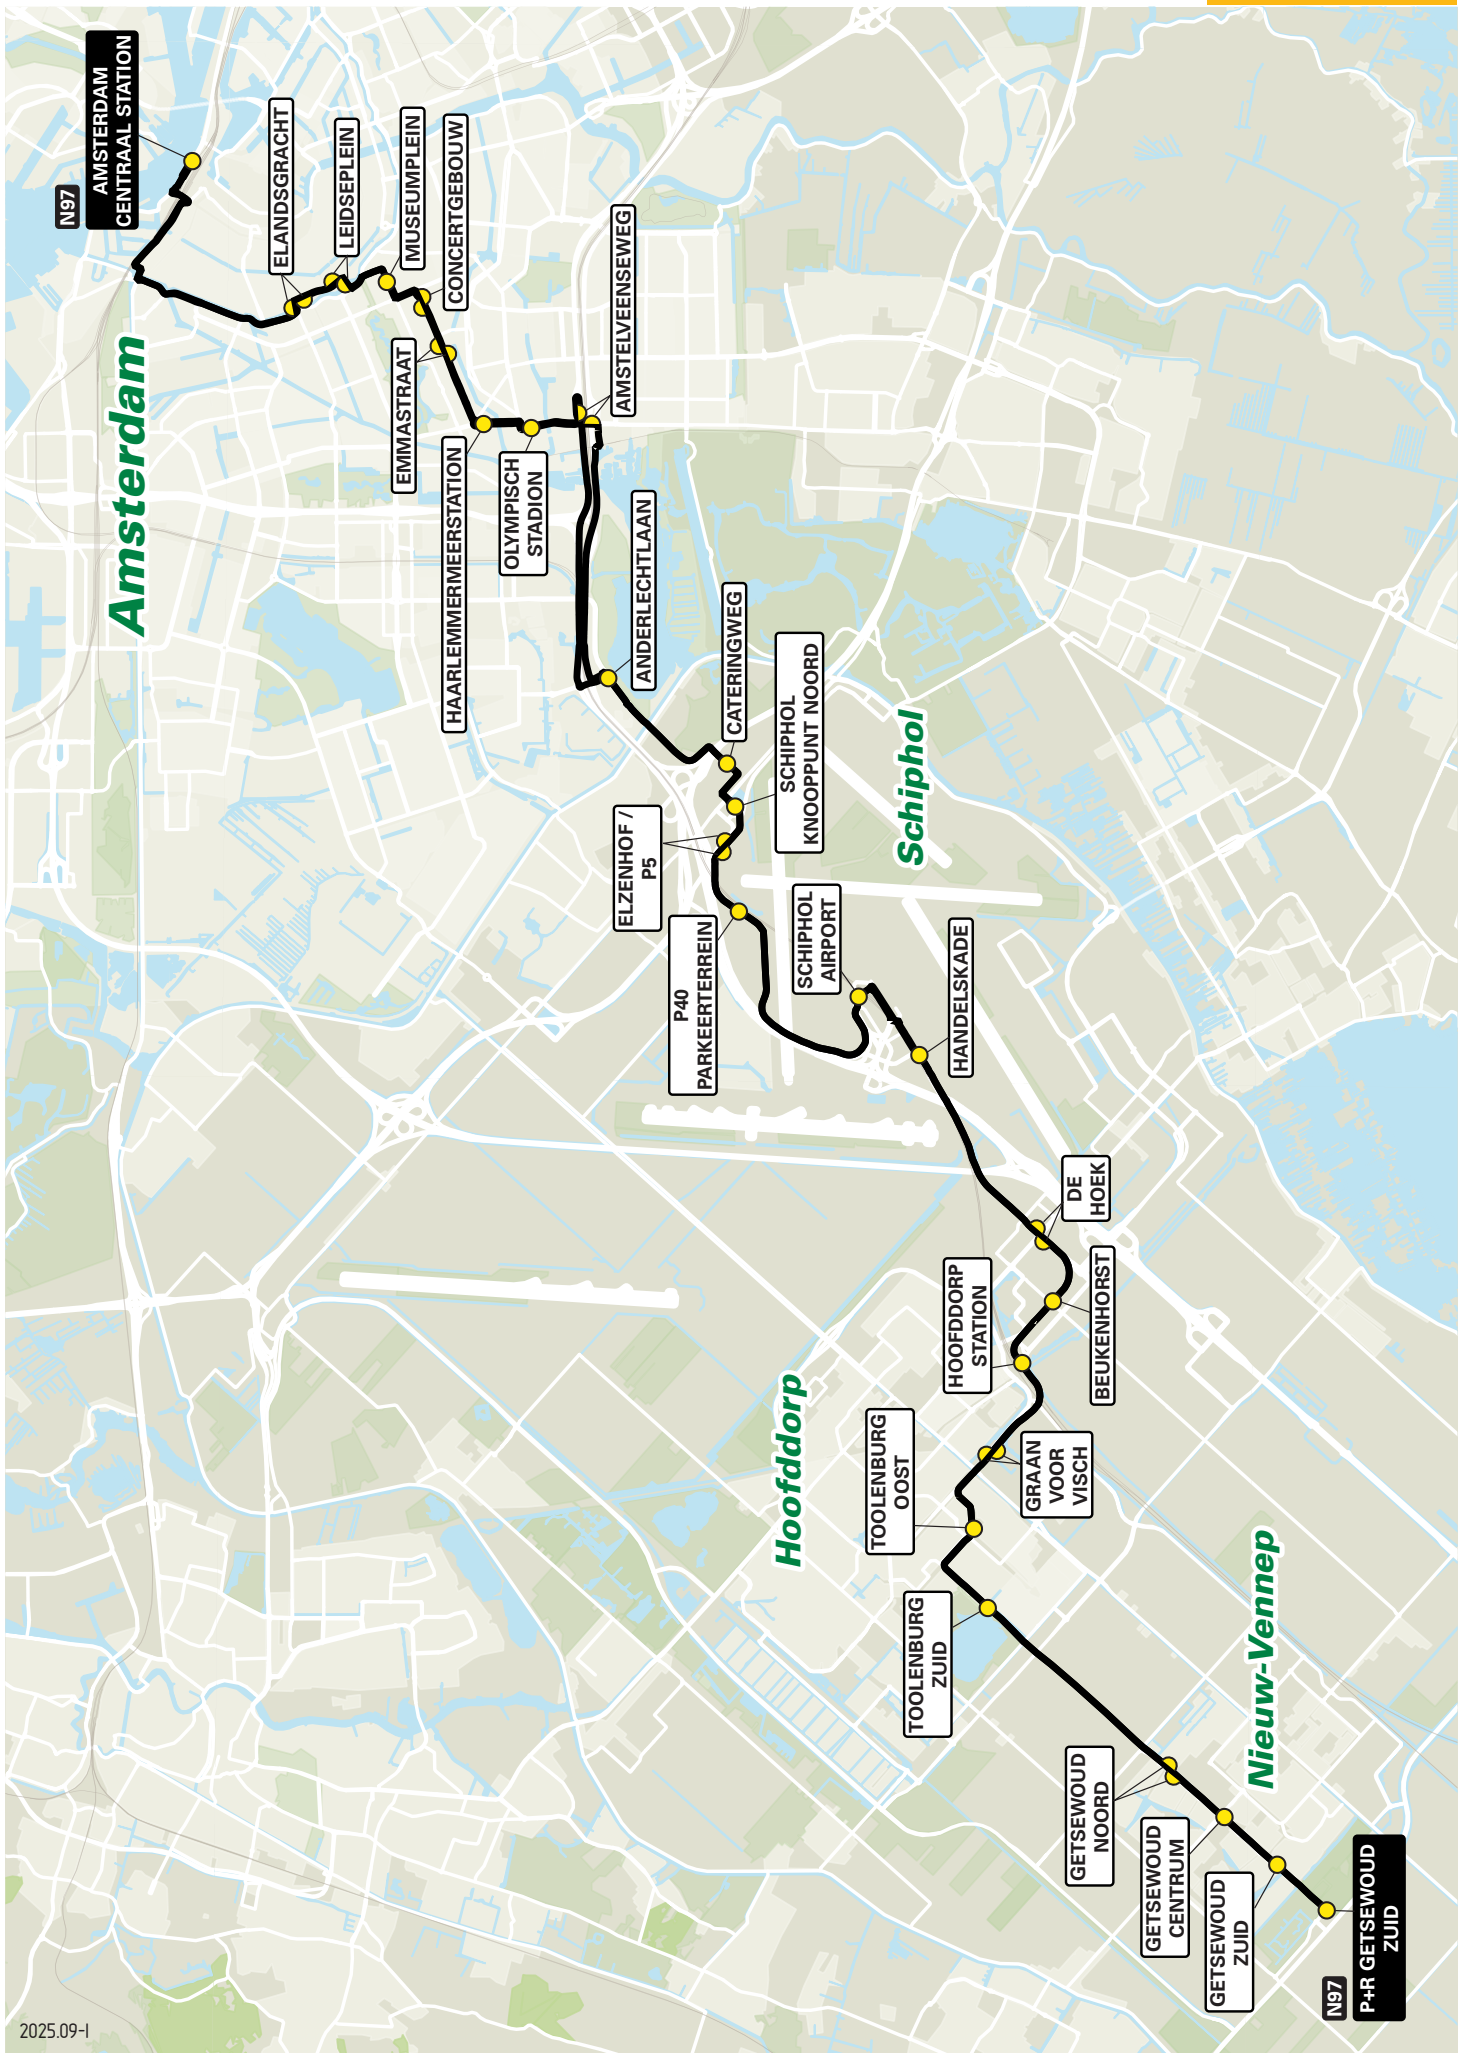 N97
AMSTERDAM
CENTRAAL STATION
ELANDSGRACHT
LEIDSEPLEIN
MUSEUMPLEIN
CONCERTGEBOUW
Amsterdam
EMMASTRAAT
HAARLEMMERMEERSTATION
OLYMPISCH
STADION
AMSTELVEENSEWEG
ANDERLECHTLAAN
CATERINGWEG
SCHIPHOL
KNOOPPUNT NOORD
Schiphol
ELZENHOF /
P5
P40
PARKEERTERREIN
SCHIPHOL
AIRPORT
HANDELSKADE
DE
HOEK
BEUKENHORST
HOOFDDORP
STATION
Hoofddorp
GRAAN
VOOR
VISCH
TOOLENBURG
OOST
TOOLENBURG
ZUID
Nieuw-Vennep
GETSEWOUD
NOORD
GETSEWOUD
CENTRUM
GETSEWOUD
ZUID
N97
P+R GETSEWOUD
ZUID
2025.09-I